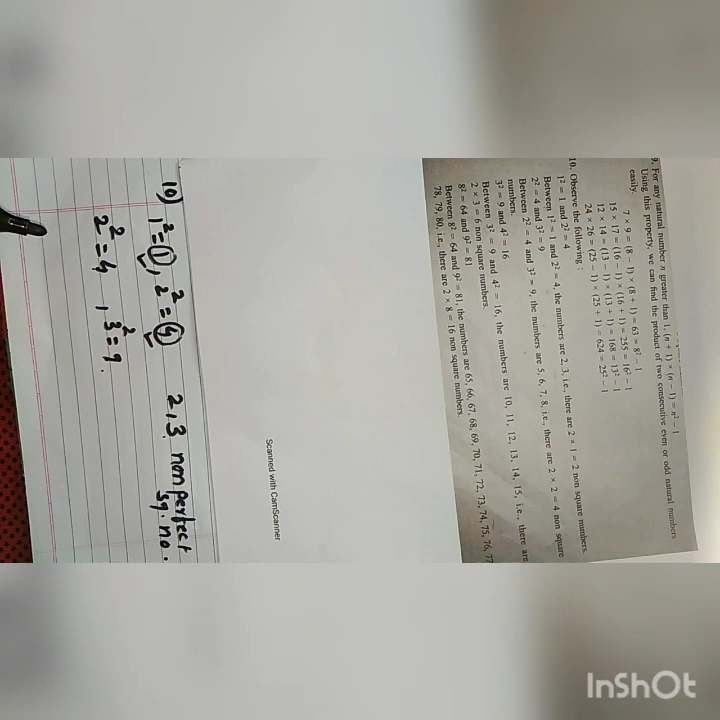 9. For any natural number n greater than 1, (n + 1) × (n − 1) = n² − 1
Using this property, we can find the product of two consecutive even or odd natural numbers
easily.
7 × 9 = (8 − 1) × (8 + 1) = 63 = 8² − 1
15 × 17 = (16 − 1) × (16 + 1) = 255 = 16² − 1
12 × 14 = (13 − 1) × (13 + 1) = 168 = 13² − 1
24 × 26 = (25 − 1) × (25 + 1) = 624 = 25² − 1
10. Observe the following :
1² = 1 and 2² = 4
Between 1² = 1 and 2² = 4, the numbers are 2, 3, i.e., there are 2 × 1 = 2 non square numbers.
2² = 4 and 3² = 9
Between 2² = 4 and 3² = 9, the numbers are 5, 6, 7, 8, i.e., there are 2 × 2 = 4 non square
numbers.
3² = 9 and 4² = 16
Between 3² = 9 and 4² = 16, the numbers are 10, 11, 12, 13, 14, 15, i.e., there are
2 × 3 = 6 non square numbers.
8² = 64 and 9² = 81
Between 8² = 64 and 9² = 81, the numbers are 65, 66, 67, 68, 69, 70, 71, 72, 73, 74, 75, 76, 77
78, 79, 80, i.e., there are 2 × 8 = 16 non square numbers.
Scanned with CamScanner
10) 1² = 1, 2² = 4 2,3 non perfect
sq. no.
2² = 4, 3² = 9.
InShOt